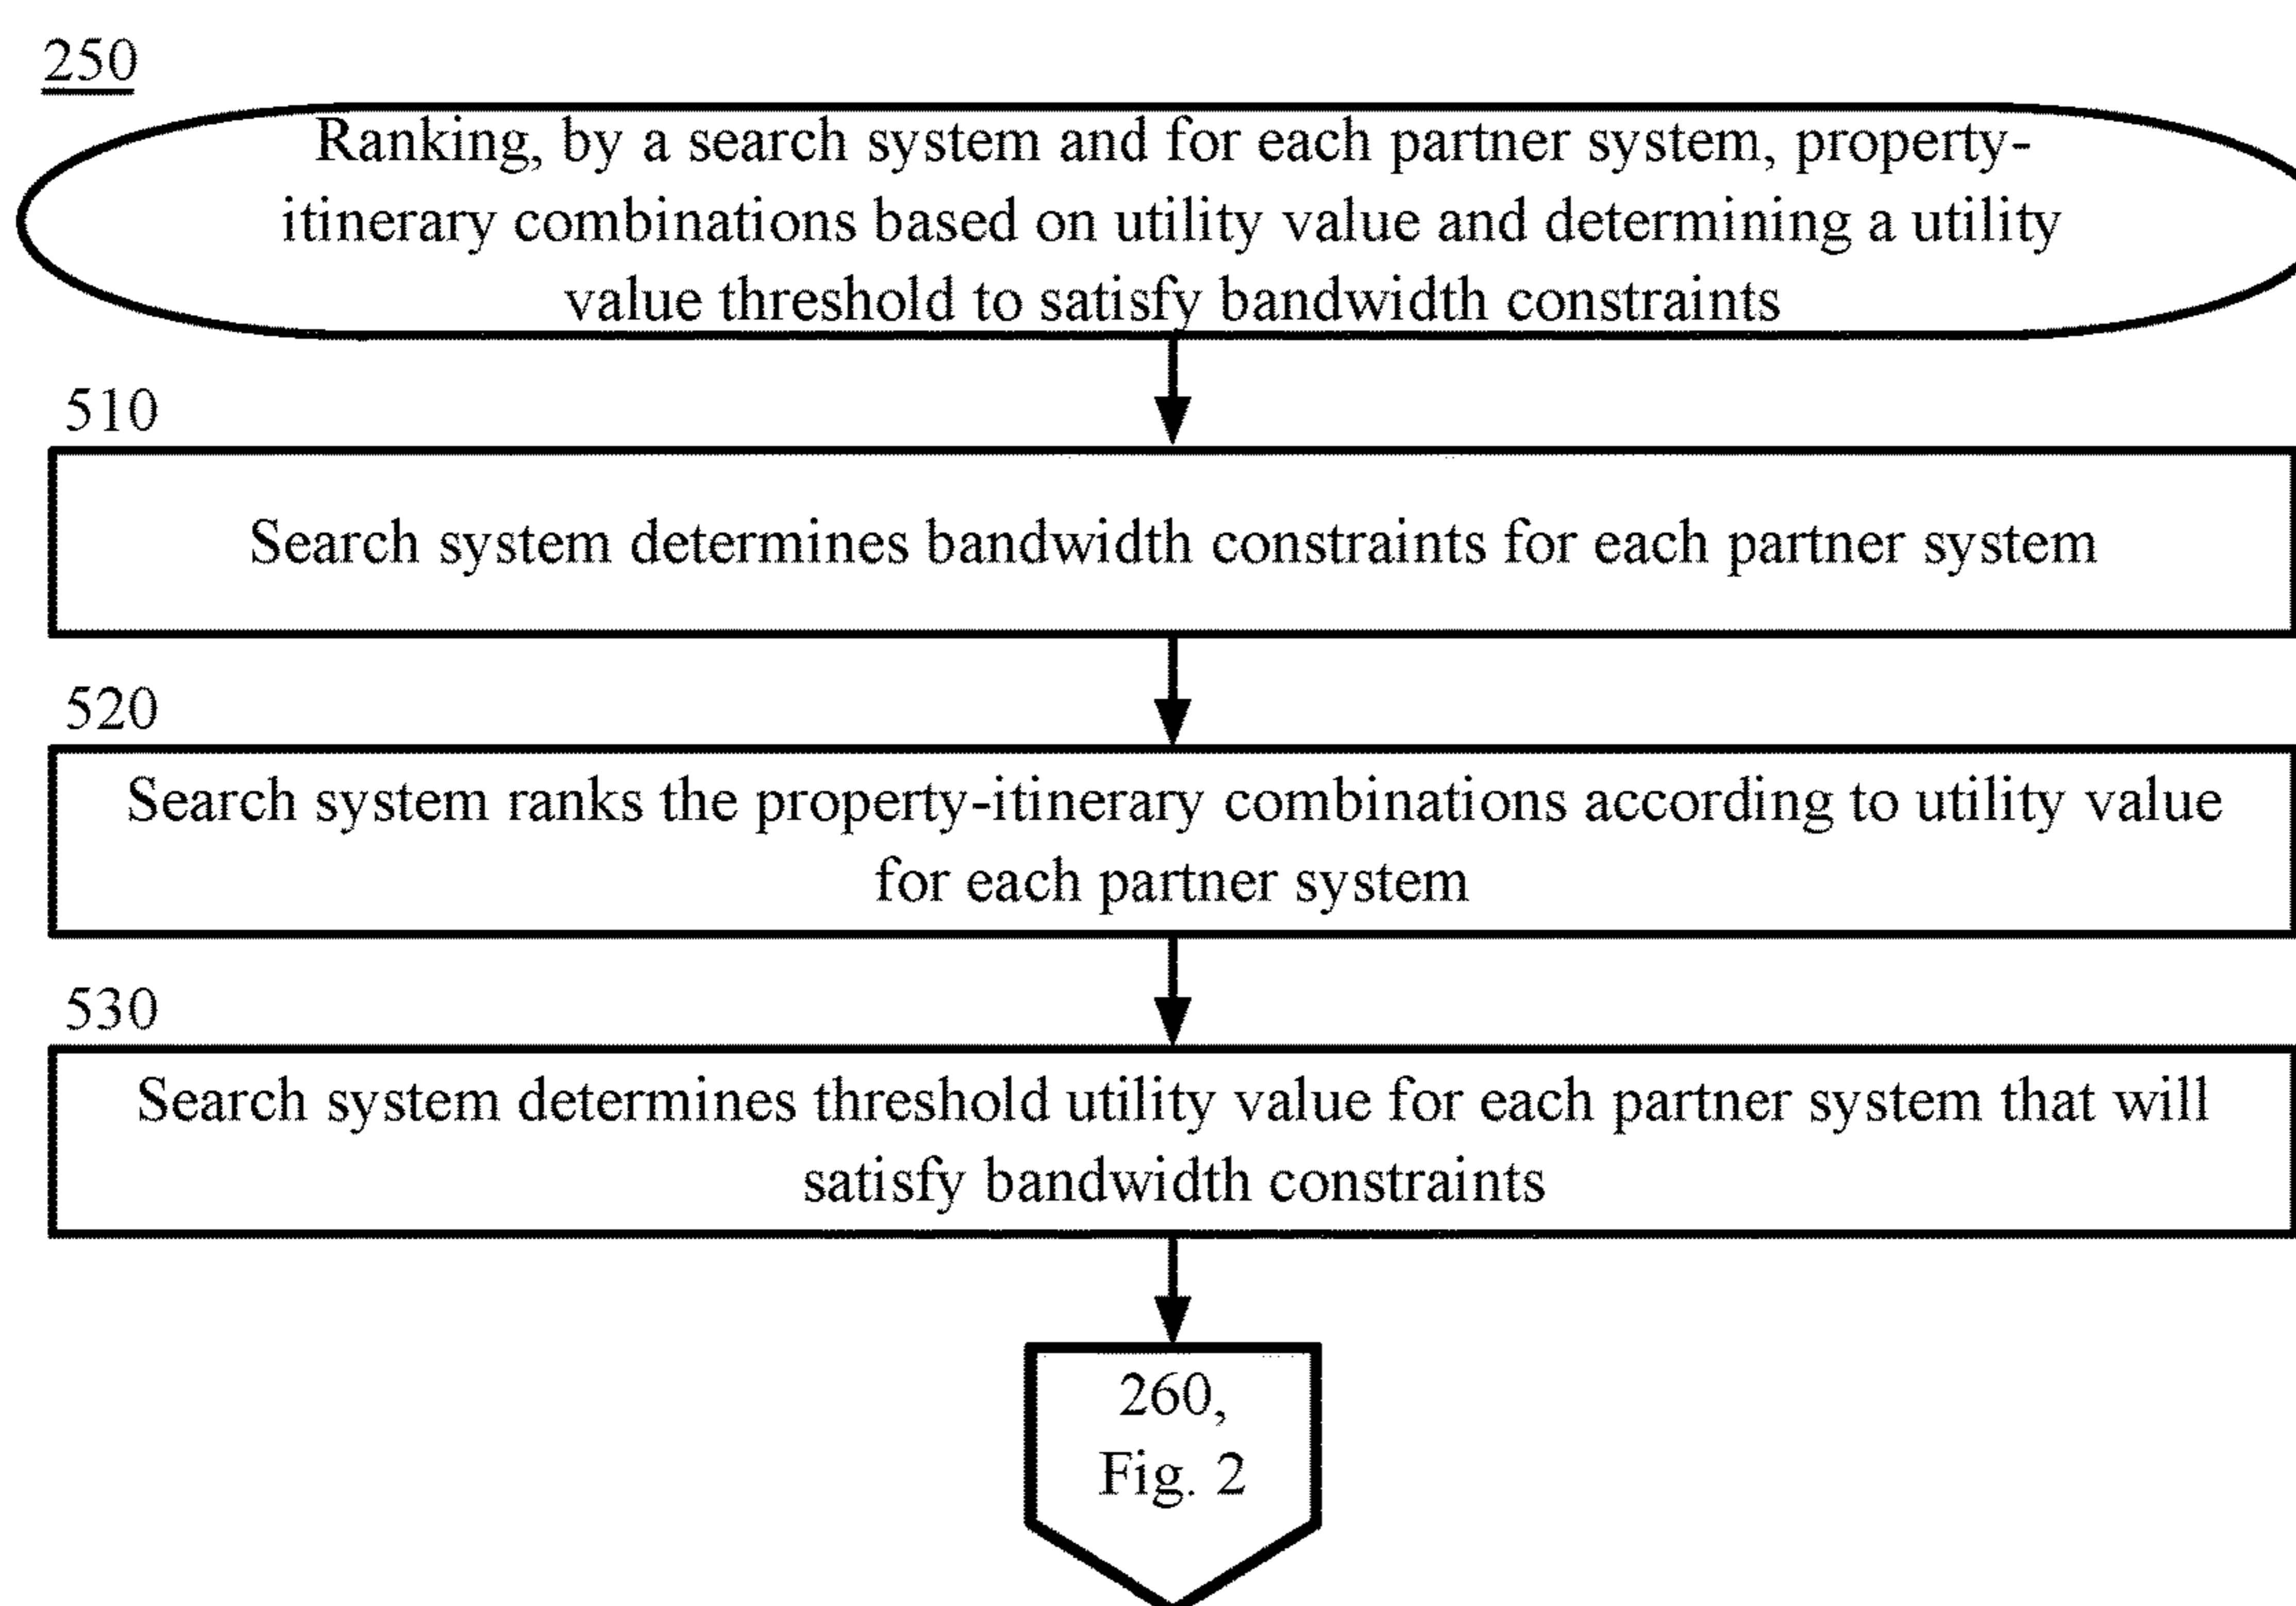 250
Ranking, by a search system and for each partner system, property-
itinerary combinations based on utility value and determining a utility
value threshold to satisfy bandwidth constraints
510
Search system determines bandwidth constraints for each partner system
520
Search system ranks the property-itinerary combinations according to utility value
for each partner system
530
Search system determines threshold utility value for each partner system that will
satisfy bandwidth constraints
260,
Fig. 2